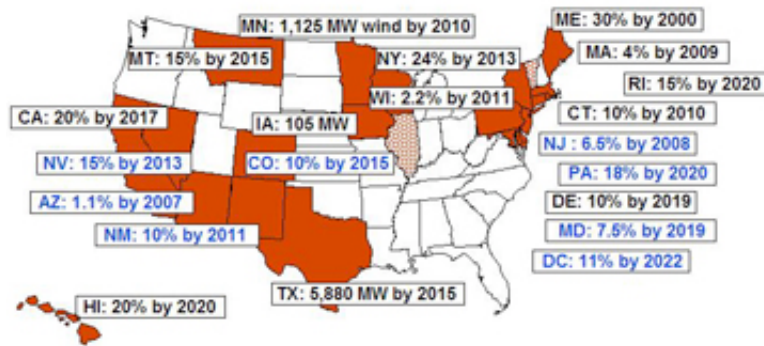 MN: 1,125 MW wind by 2010
ME: 30% by 2000
MT: 15% by 2015
NY: 24% by 2013
MA: 4% by 2009
RI: 15% by 2020
WI: 2.2% by 2011
CA: 20% by 2017
IA: 105 MW
CT: 10% by 2010
NJ : 6.5% by 2008
NV: 15% by 2013
CO: 10% by 2015
PA: 18% by 2020
AZ: 1.1% by 2007
DE: 10% by 2019
NM: 10% by 2011
MD: 7.5% by 2019
DC: 11% by 2022
TX: 5,880 MW by 2015
HI: 20% by 2020